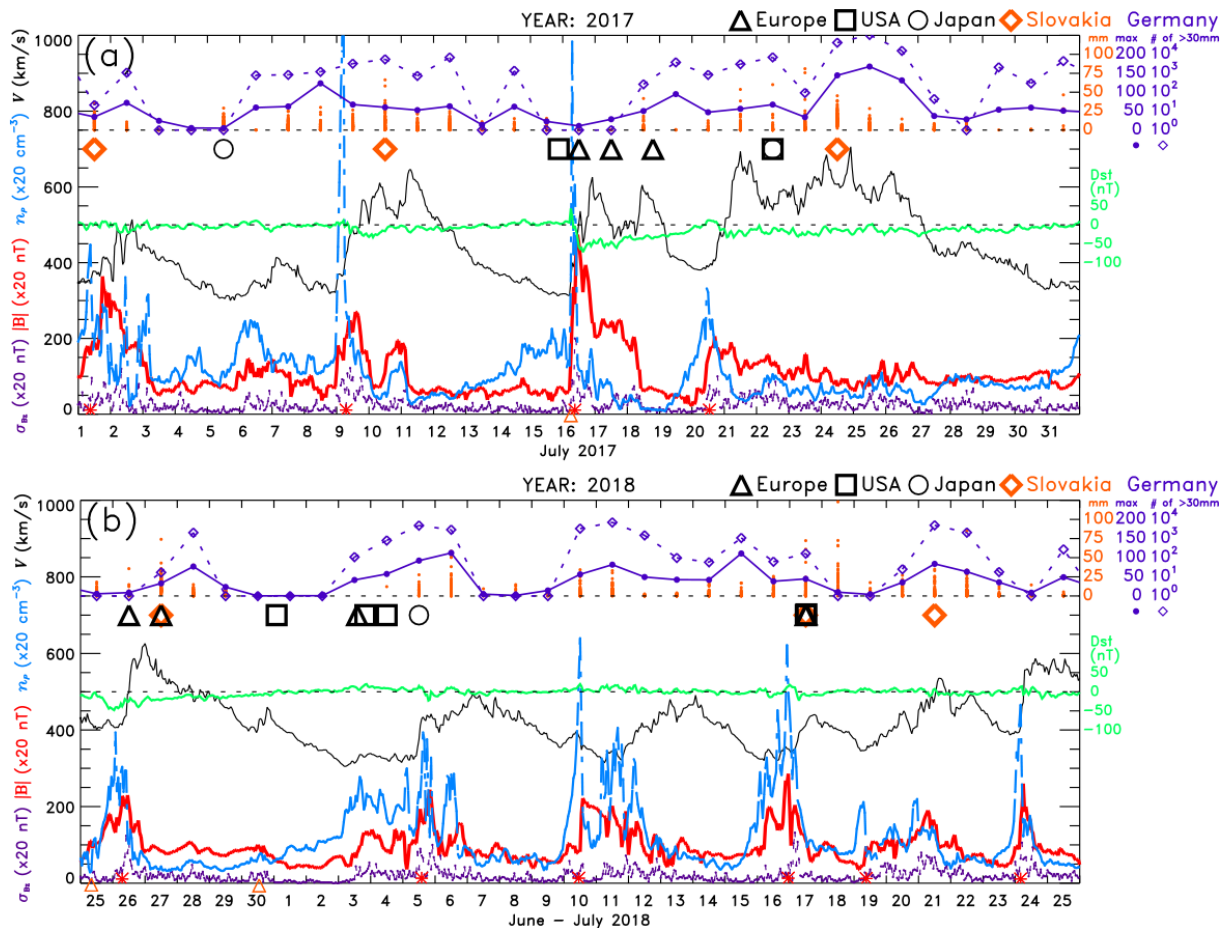 YEAR: 2017 Europe USA Japan Slovakia Germany
mm max # of >30mm
(a)
σBz (x20 nT) |B| (x20 nT) np (x20 cm⁻³) V (km/s)
1000
800
600
400
200
0
100
75
50
25
0
200 10⁴
150 10³
100 10²
50 10¹
0 10⁰
Dst
(nT)
50
0
−50
−100
1 2 3 4 5 6 7 8 9 10 11 12 13 14 15 16 17 18 19 20 21 22 23 24 25 26 27 28 29 30 31
July 2017
YEAR: 2018 Europe USA Japan Slovakia Germany
mm max # of >30mm
(b)
σBz (x20 nT) |B| (x20 nT) np (x20 cm⁻³) V (km/s)
1000
800
600
400
200
0
100
75
50
25
0
200 10⁴
150 10³
100 10²
50 10¹
0 10⁰
Dst
(nT)
50
0
−50
−100
25 26 27 28 29 30 1 2 3 4 5 6 7 8 9 10 11 12 13 14 15 16 17 18 19 20 21 22 23 24 25
June − July 2018